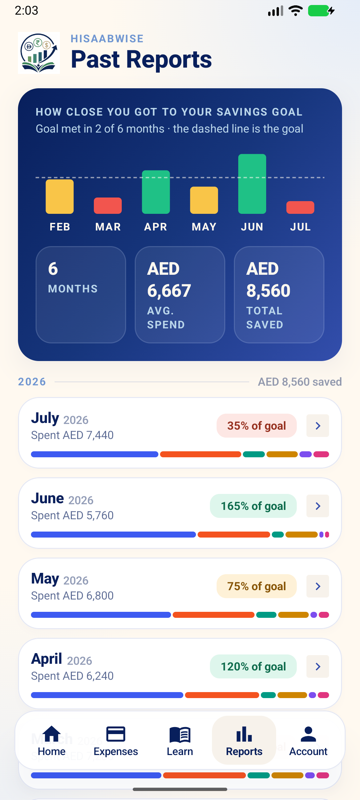 2:03
HISAABWISE
Past Reports
HOW CLOSE YOU GOT TO YOUR SAVINGS GOAL
Goal met in 2 of 6 months · the dashed line is the goal
FEB MAR APR MAY JUN JUL
6
MONTHS
AED
6,667
AVG.
SPEND
AED
8,560
TOTAL
SAVED
2026 AED 8,560 saved
July 2026
Spent AED 7,440
35% of goal
June 2026
Spent AED 5,760
165% of goal
May 2026
Spent AED 6,800
75% of goal
April 2026
Spent AED 6,240
120% of goal
Home Expenses Learn Reports Account